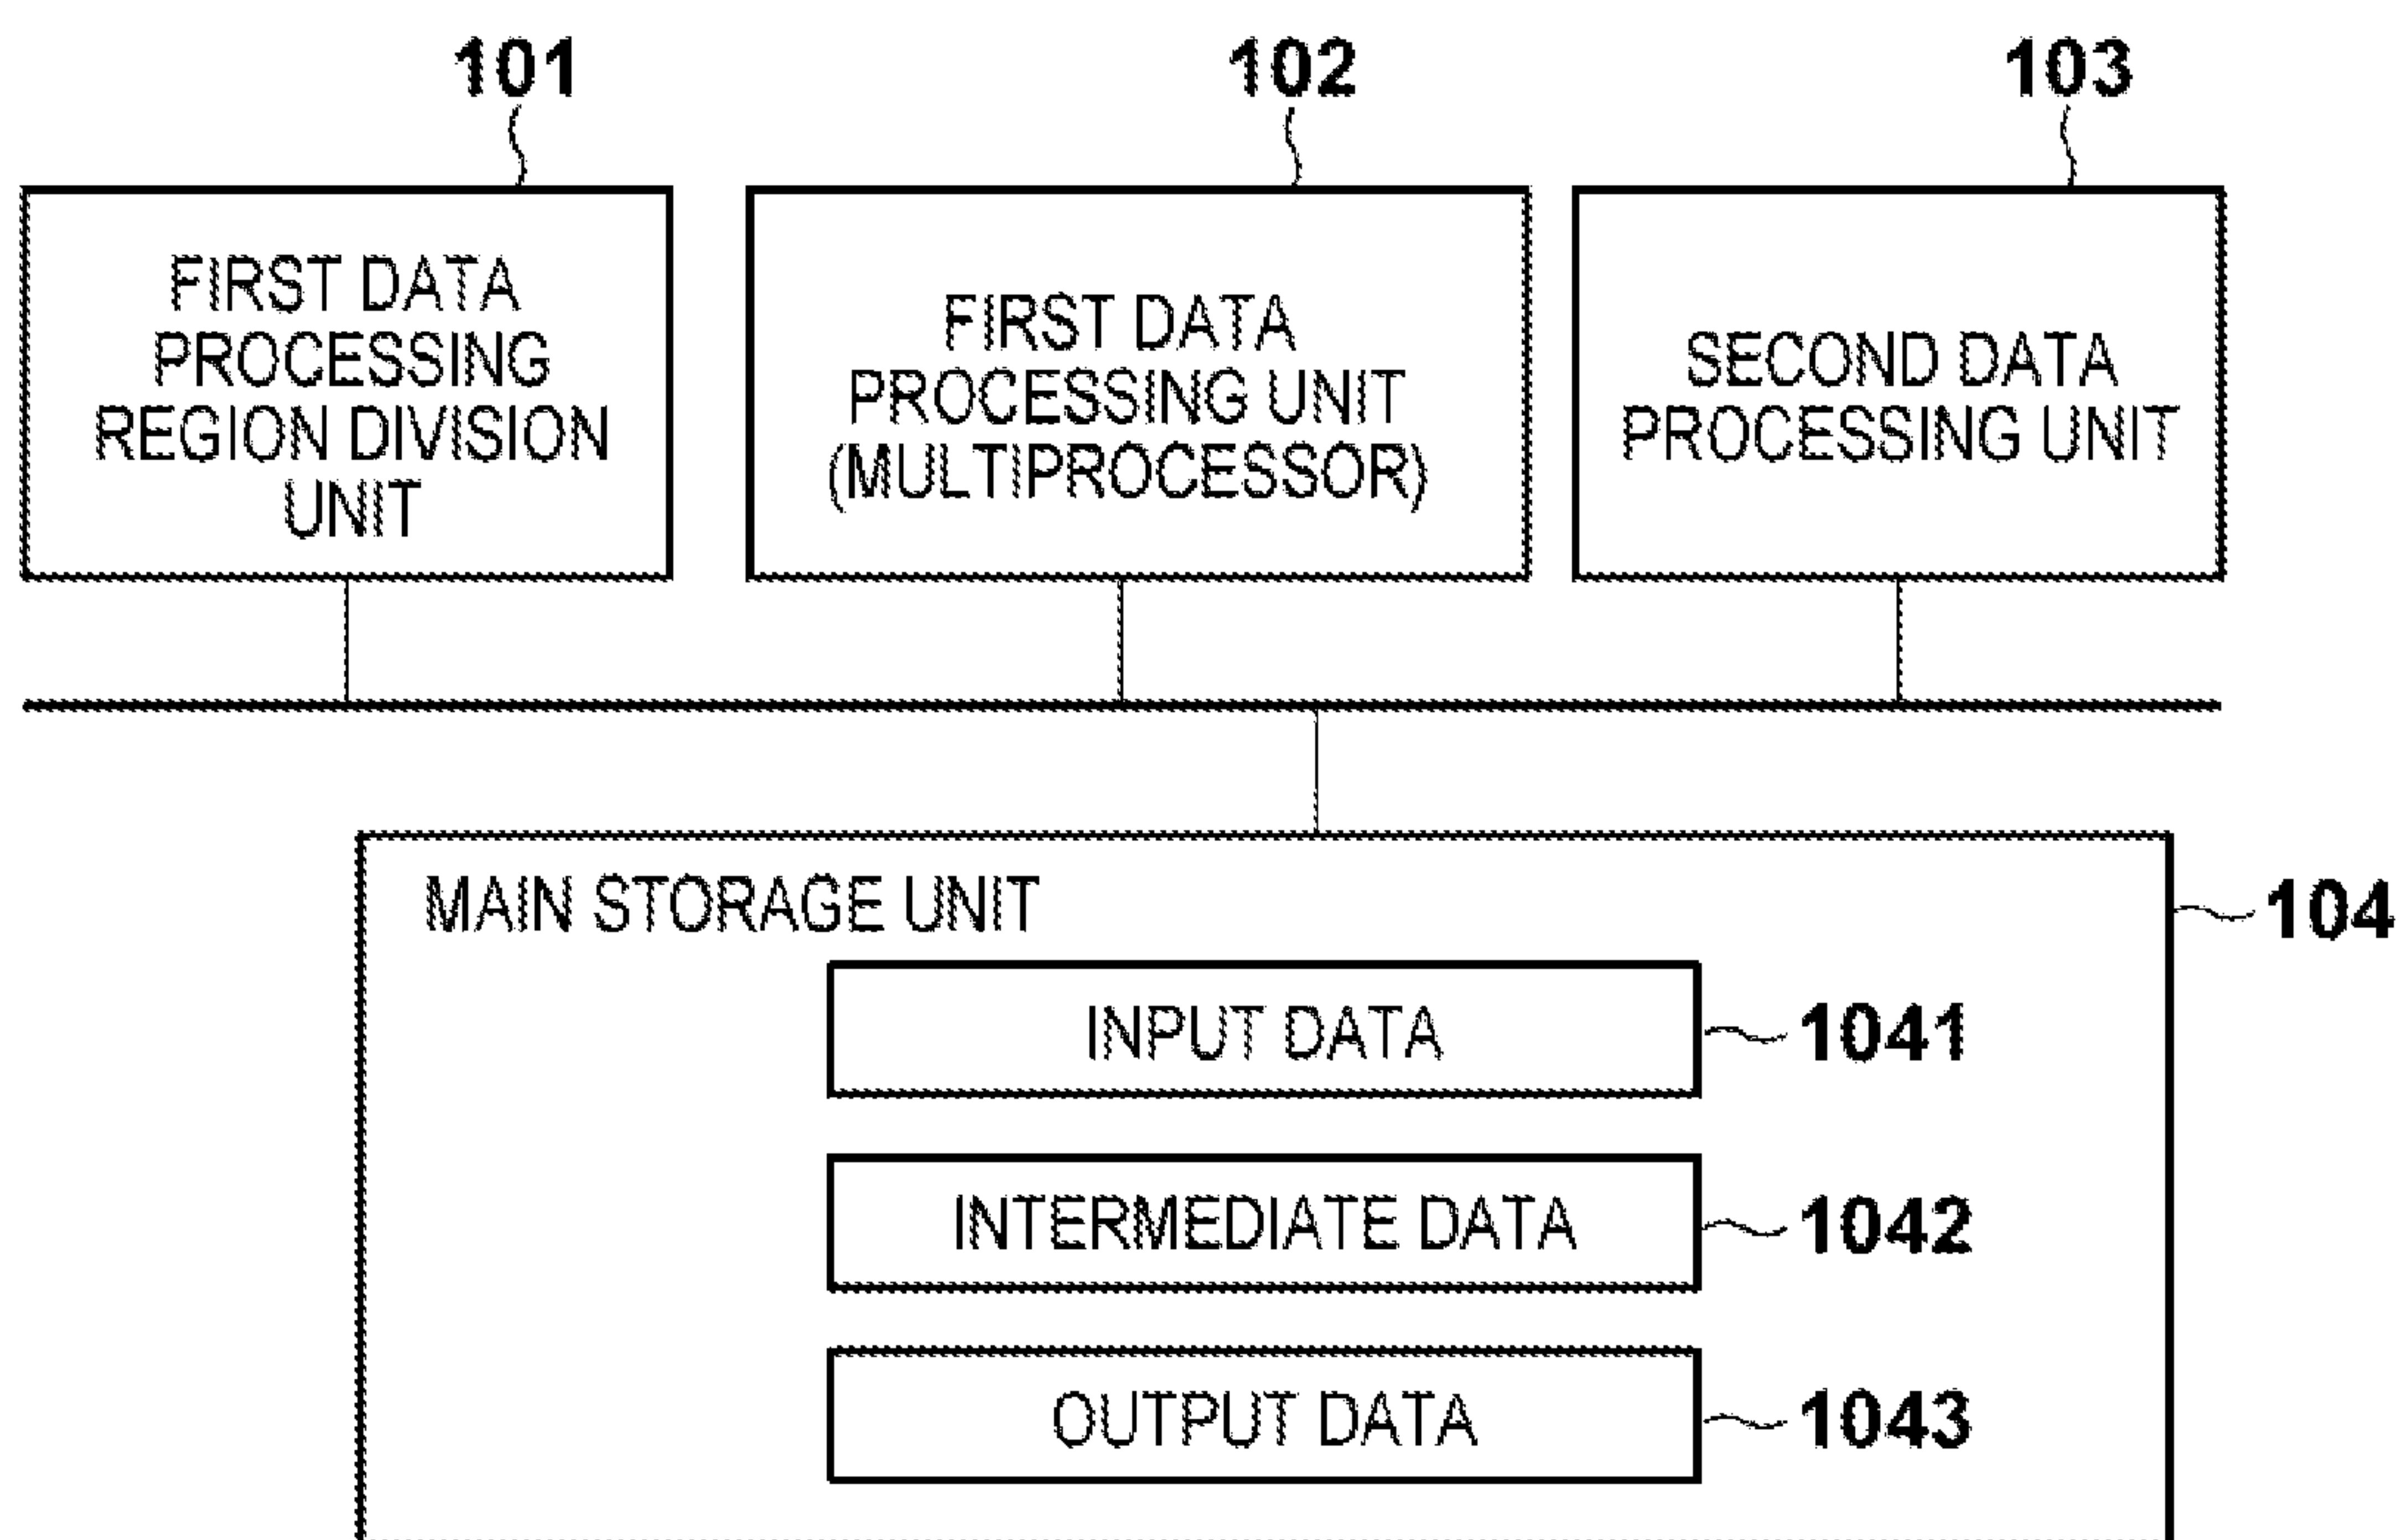 101
102
103
FIRST DATA
PROCESSING
REGION DIVISION
UNIT
FIRST DATA
PROCESSING UNIT
(MULTIPROCESSOR)
SECOND DATA
PROCESSING UNIT
MAIN STORAGE UNIT
104
INPUT DATA
1041
INTERMEDIATE DATA
1042
OUTPUT DATA
1043